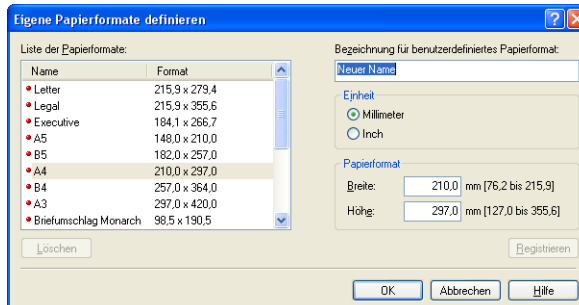 Eigene Papierformate definieren
Liste der Papierformate:
Name Format
Letter 215,9 x 279,4
Legal 215,9 x 355,6
Executive 184,1 x 266,7
A5 148,0 x 210,0
B5 182,0 x 257,0
A4 210,0 x 297,0
B4 257,0 x 364,0
A3 297,0 x 420,0
Briefumschlag Monarch 98,5 x 190,5
Löschen
Bezeichnung für benutzerdefiniertes Papierformat:
Neuer Name
Einheit
Millimeter
Inch
Papierformat
Breite: 210,0 mm [76,2 bis 215,9]
Höhe: 297,0 mm [127,0 bis 355,6]
Registrieren
OK Abbrechen Hilfe